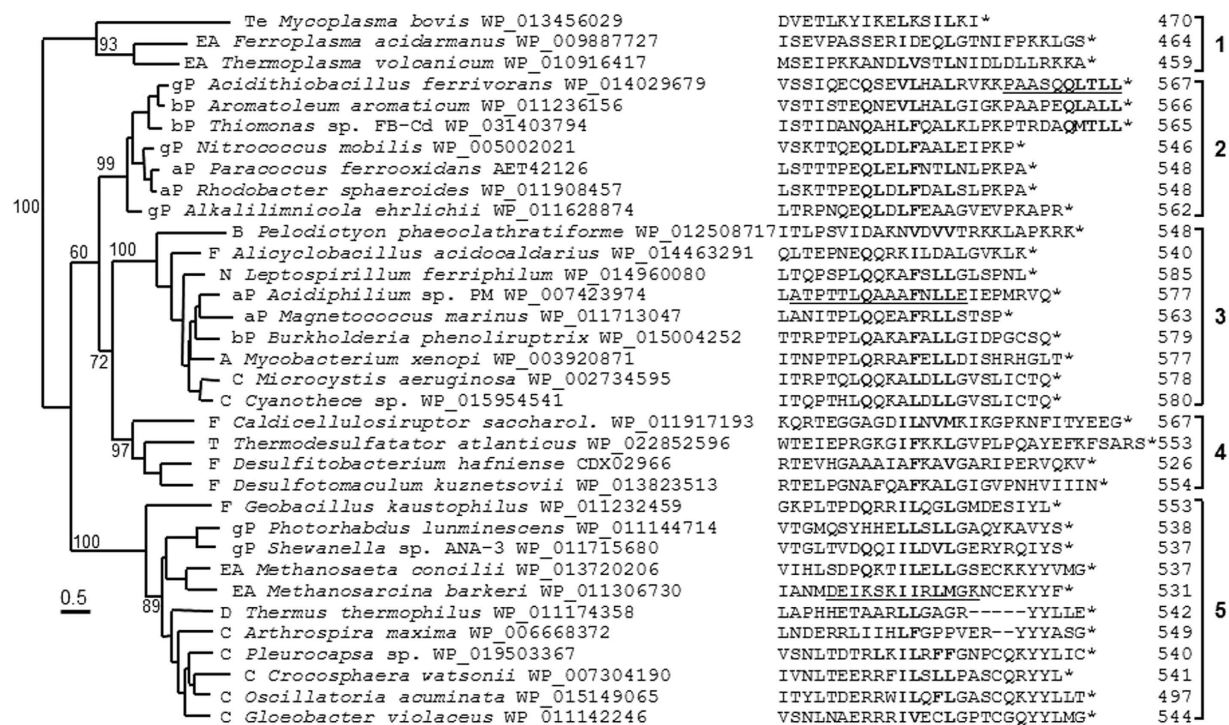 Te Mycoplasma bovis WP_013456029 DVETLKYIKELKSILKI* 470
93 EA Ferroplasma acidarmanus WP_009887727 ISEVPASSERIDEQLGTNIFPKKLGS* 464 1
EA Thermoplasma volcanicum WP_010916417 MSEIPKKANDLVSTLNIDLDLLRKKA* 459
gP Acidithiobacillus ferrivorans WP_014029679 VSSIQECQSEVLHALRVKKPAASQQLTLL* 567
bP Aromatoleum aromaticum WP_011236156 VSTISTEQNEVLHALGIGKPAAPEQLALL* 566
bP Thiomonas sp. FB-Cd WP_031403794 ISTIDANQAHLFQALKLPKPTRDAQMTLL* 565
99 gP Nitrococcus mobilis WP_005002021 VSKTTQEQLDLFAALEIPKP* 546 2
aP Paracoccus ferrooxidans AET42126 LSTTTPEQLELFNTLNLPKPA* 548
aP Rhodobacter sphaeroides WP_011908457 LSKTTPEQLDLFDALSLPKPA* 548
100 gP Alkalilimnicola ehrlichii WP_011628874 LTRPNQEQLDLFEAAGVEVPKAPR* 562
B Pelodictyon phaeoclathratiforme WP_012508717 ITLPSVIDAKNVDVVTRKKLAPKRK* 548
60 100 F Alicyclobacillus acidocaldarius WP_014463291 QLTEPNEQQRKILDALGVKLK* 540
N Leptospirillum ferriphilum WP_014960080 LTQPSPLQQKAFSLLGLSPNL* 585
aP Acidiphilium sp. PM WP_007423974 LATPTTLQAAAFNLLEIEPMRVQ* 577
aP Magnetococcus marinus WP_011713047 LANITPLQQEAFRLLSTSP* 563 3
bP Burkholderia phenoliruptrix WP_015004252 TTRPTPLQAKAFALLGIDPGCSQ* 579
72 A Mycobacterium xenopi WP_003920871 ITNPTPLQRRAFELLDISHRHGLT* 577
C Microcystis aeruginosa WP_002734595 ITRPTQLQQKALDLLGVSLICTQ* 578
C Cyanothece sp. WP_015954541 ITQPTHLQQKALDLLGVSLICTQ* 580
F Caldicellulosiruptor saccharol. WP_011917193 KQRTEGGAGDILNVMKIKGPKNFITYEEG* 567
97 T Thermodesulfatator atlanticus WP_022852596 WTEIEPRGKGIFKKLGVPLPQAYEFKFSARS* 553 4
F Desulfitobacterium hafniense CDX02966 RTEVHGAAAIAFKAVGARIPERVQKV* 526
F Desulfotomaculum kuznetsovii WP_013823513 RTELPGNAFQAFKALGIGVPNHVIIIN* 554
F Geobacillus kaustophilus WP_011232459 GKPLTPDQRRILQGLGMDESIYL* 553
100 gP Photorhabdus lunminescens WP_011144714 VTGMQSYHHELLSLLGAQYKAVYS* 538
gP Shewanella sp. ANA-3 WP_011715680 VTGLTVDQQIILDVLGERYRQIYS* 537
EA Methanosaeta concilii WP_013720206 VIHLSDPQKTILELLGSECKKYYVMG* 537
0.5 89 EA Methanosarcina barkeri WP_011306730 IANMDEIKSKIIRLMGKNCEKYYF* 531
D Thermus thermophilus WP_011174358 LAPHHETAARLLGAGR-----YYLLE* 542 5
C Arthrospira maxima WP_006668372 LNDERRLIIHLFGPPVER--YYYASG* 549
C Pleurocapsa sp. WP_019503367 VSNLTDTRLKILRFFGNPCQKYYLIC* 540
C Crocosphaera watsonii WP_007304190 IVNLTEERRFILSLLPASCQRYYL* 541
C Oscillatoria acuminata WP_015149065 ITYLTDERRWILQFLGASCQKYYLLT* 497
C Gloeobacter violaceus WP_011142246 VSNLNAERRRIVECLGPTCGQYYLMG* 544